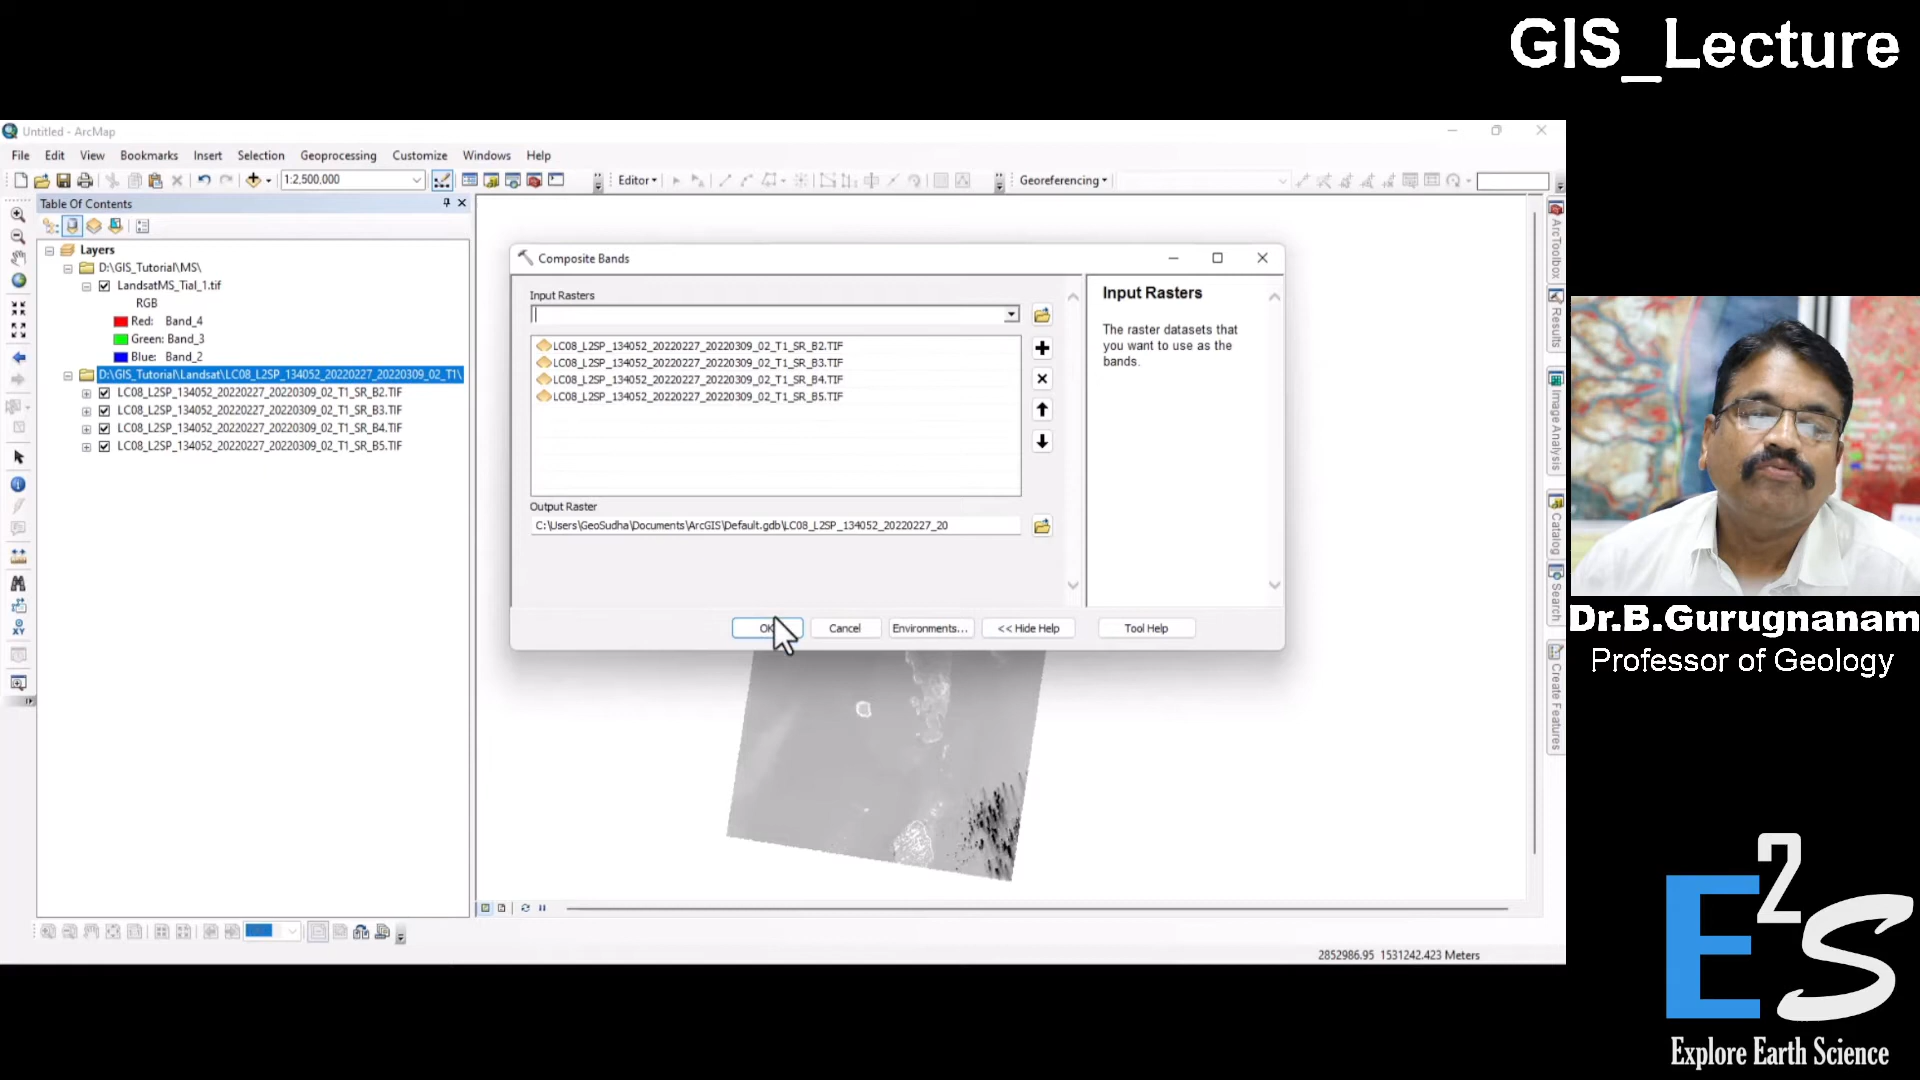 GIS_Lecture
Untitled - ArcMap
File Edit View Bookmarks Insert Selection Geoprocessing Customize Windows Help
1:2,500,000 Editor Georeferencing
Table Of Contents
Layers
D:\GIS_Tutorial\MS\
LandsatMS_Tial_1.tif
RGB
Red: Band_4
Green: Band_3
Blue: Band_2
D:\GIS_Tutorial\Landsat\LC08_L2SP_134052_20220227_20220309_02_T1\
LC08_L2SP_134052_20220227_20220309_02_T1_SR_B2.TIF
LC08_L2SP_134052_20220227_20220309_02_T1_SR_B3.TIF
LC08_L2SP_134052_20220227_20220309_02_T1_SR_B4.TIF
LC08_L2SP_134052_20220227_20220309_02_T1_SR_B5.TIF
Composite Bands
Input Rasters
LC08_L2SP_134052_20220227_20220309_02_T1_SR_B2.TIF
LC08_L2SP_134052_20220227_20220309_02_T1_SR_B3.TIF
LC08_L2SP_134052_20220227_20220309_02_T1_SR_B4.TIF
LC08_L2SP_134052_20220227_20220309_02_T1_SR_B5.TIF
Output Raster
C:\Users\GeoSudha\Documents\ArcGIS\Default.gdb\LC08_L2SP_134052_20220227_20
OK Cancel Environments... << Hide Help Tool Help
Input Rasters
The raster datasets that
you want to use as the
bands.
ArcToolbox
Results
Image Analysis
Catalog
Search
Create Features
2852986.95 1531242.423 Meters
Dr.B.Gurugnanam
Professor of Geology
E2S
Explore Earth Science